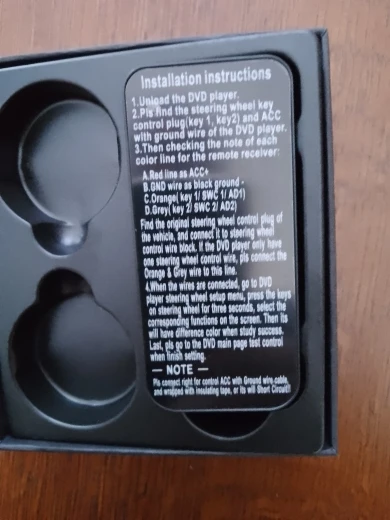 Installation instructions
1.Unload the DVD player.
2.Pls find the steering wheel key
control plug(key 1, key2) and ACC
with ground wire of the DVD player.
3.Then checking the note of each
color line for the remote receiver:
A.Red line as ACC+
B.GND wire as black ground -
C.Orange( key 1/ SWC 1/ AD1)
D.Grey( key 2/ SWC 2/ AD2)
Find the original steering wheel control plug of
the vehicle, and connect it to steering wheel
control wire block. If the DVD player only have
one steering wheel control wire, pls connect the
Orange & Grey wire to this line.
4.When the wires are connected, go to DVD
player steering wheel setup menu, press the keys
on steering wheel for three seconds, select the
corresponding functions on the screen. Then its
will have difference color when study success.
Last, pls go to the DVD main page test control
when finish setting.
— NOTE —
Pls connect right for control ACC with Ground wire cable,
and wrapped with insulating tape, or its will Short Circuit!!